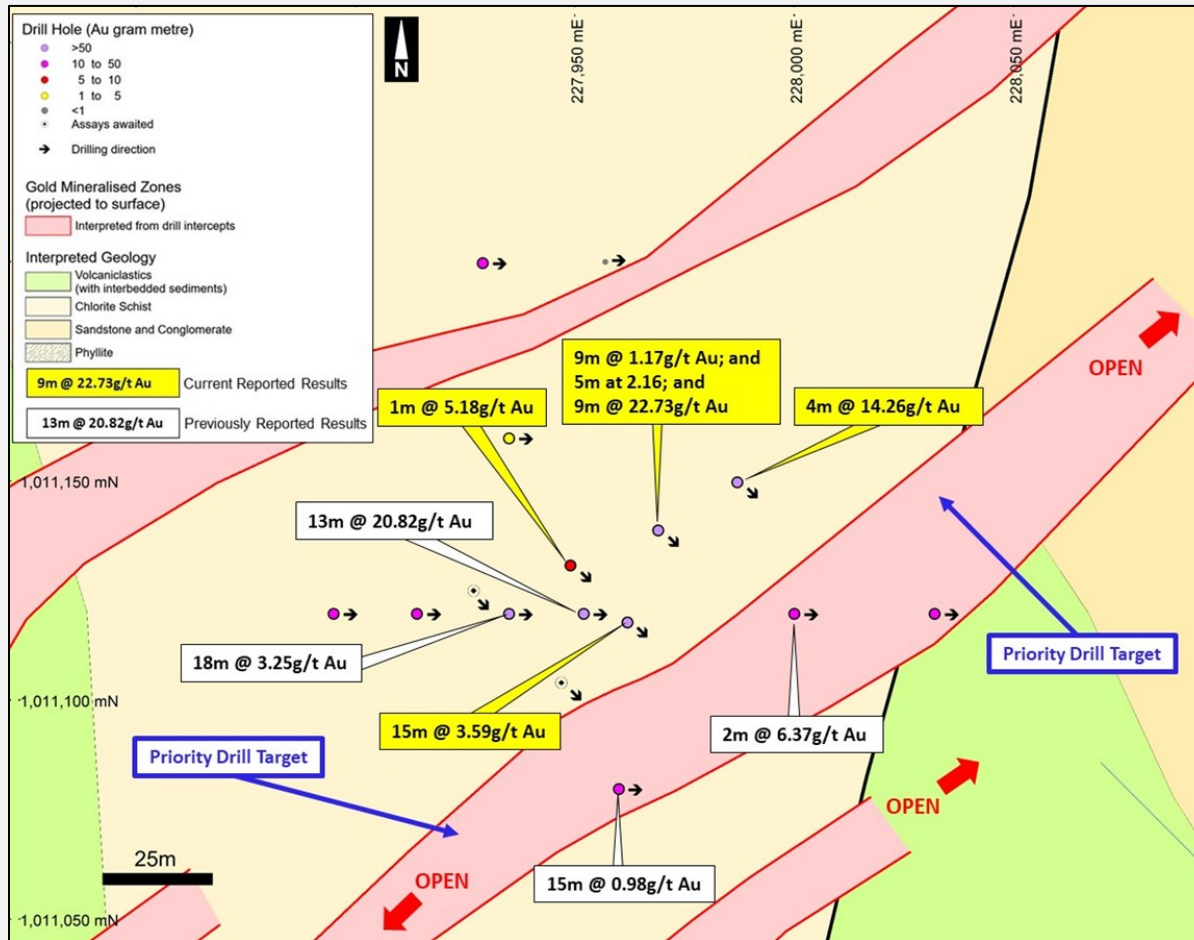 Drill Hole (Au gram metre)
>50
10 to 50
5 to 10
1 to 5
<1
Assays awaited
Drilling direction
Gold Mineralised Zones
(projected to surface)
Interpreted from drill intercepts
Interpreted Geology
Volcaniclastics
(with interbedded sediments)
Chlorite Schist
Sandstone and Conglomerate
Phyllite
9m @ 22.73g/t Au Current Reported Results
13m @ 20.82g/t Au Previously Reported Results
N
227,950 mE
228,000 mE
228,050 mE
1,011,150 mN
1,011,100 mN
1,011,050 mN
9m @ 1.17g/t Au; and
5m at 2.16; and
9m @ 22.73g/t Au
1m @ 5.18g/t Au
4m @ 14.26g/t Au
OPEN
13m @ 20.82g/t Au
18m @ 3.25g/t Au
Priority Drill Target
15m @ 3.59g/t Au
2m @ 6.37g/t Au
Priority Drill Target
OPEN
25m
OPEN
15m @ 0.98g/t Au